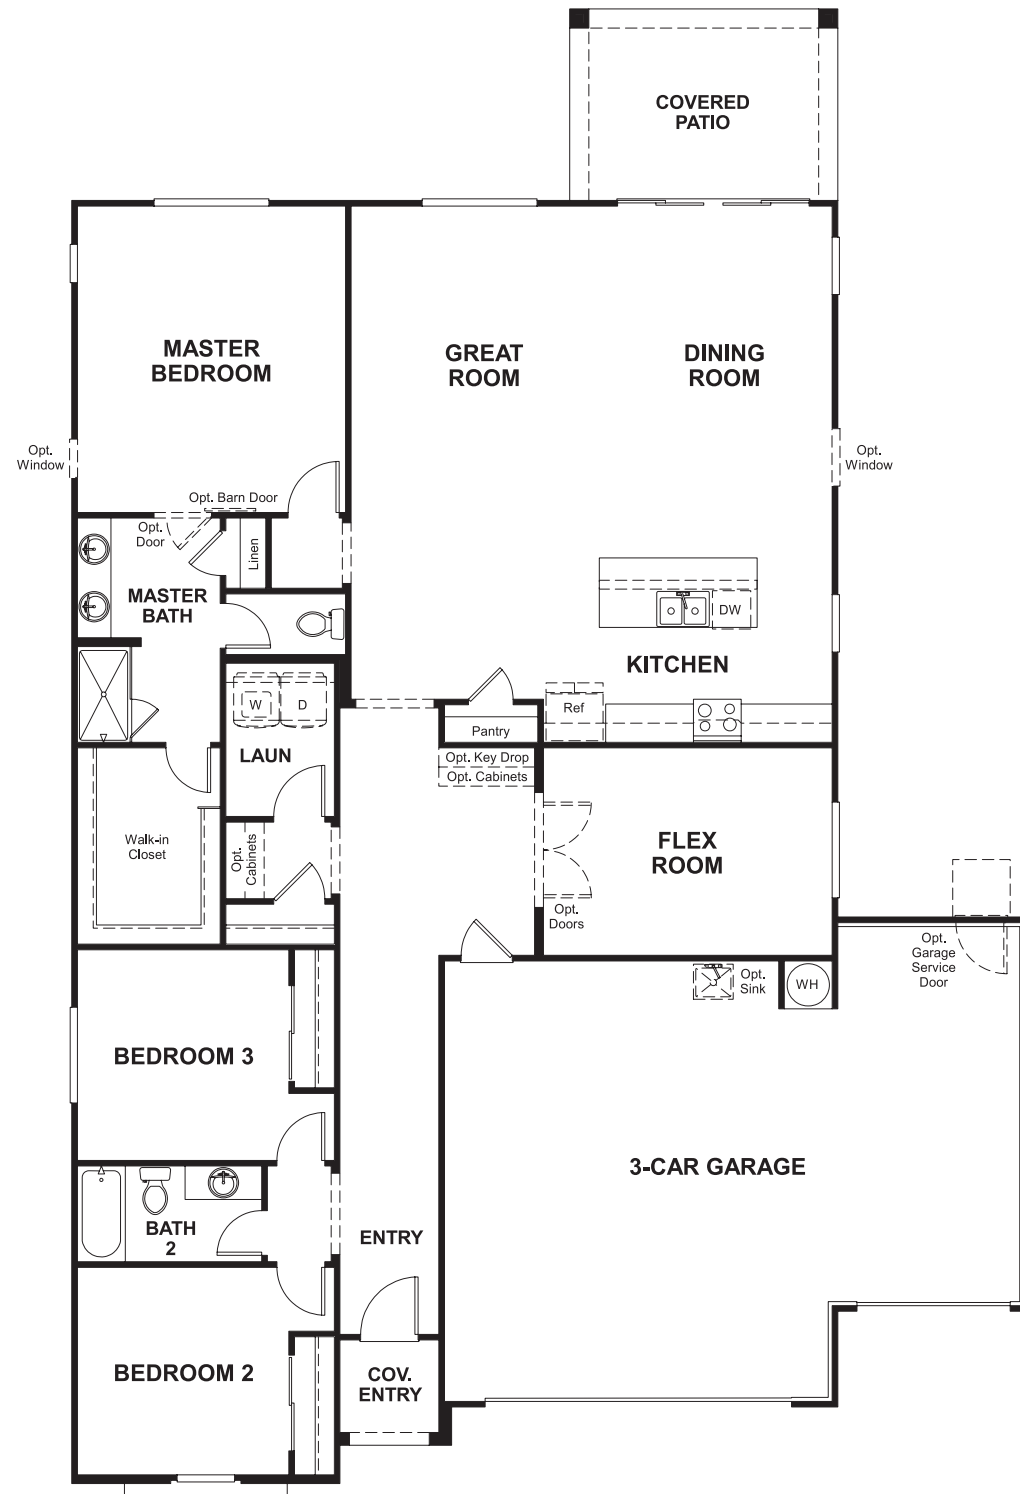 COVERED
PATIO
MASTER
BEDROOM
GREAT
ROOM
DINING
ROOM
Opt.
Window
Opt.
Window
Opt. Barn Door
Opt.
Door
Linen
MASTER
BATH
DW
KITCHEN
W
D
Ref
Pantry
LAUN
Opt. Key Drop
Opt. Cabinets
Walk-in
Closet
Opt.
Cabinets
FLEX
ROOM
Opt.
Doors
Opt.
Garage
Service
Door
Opt.
Sink
WH
BEDROOM 3
3-CAR GARAGE
BATH
2
ENTRY
BEDROOM 2
COV.
ENTRY